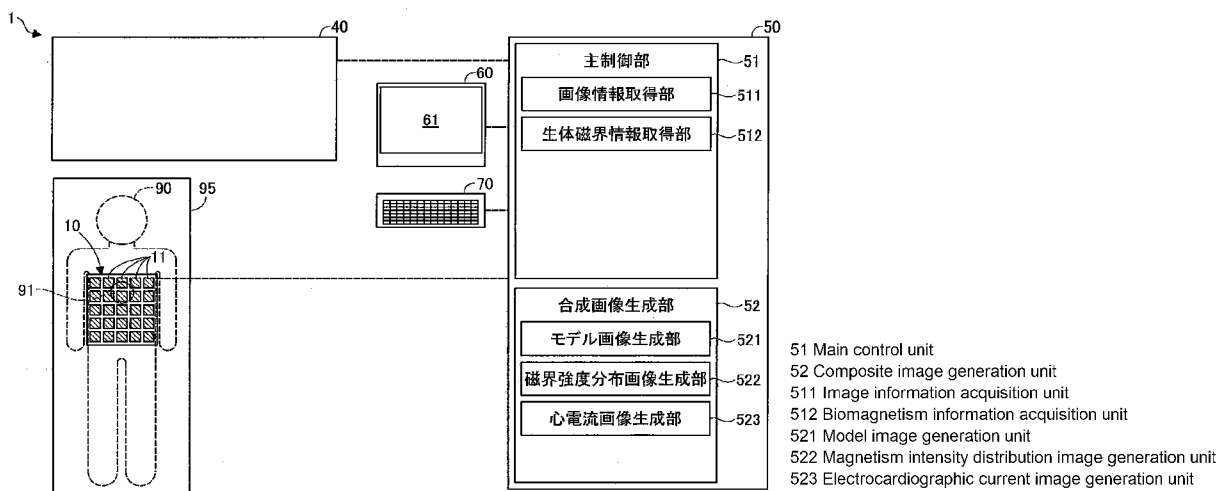 1
40
50
主制御部
51
60
画像情報取得部
511
61
生体磁界情報取得部
512
70
90
95
10
11
91
合成画像生成部
52
モデル画像生成部
521
磁界強度分布画像生成部
522
心電流画像生成部
523
51 Main control unit
52 Composite image generation unit
511 Image information acquisition unit
512 Biomagnetism information acquisition unit
521 Model image generation unit
522 Magnetism intensity distribution image generation unit
523 Electrocardiographic current image generation unit